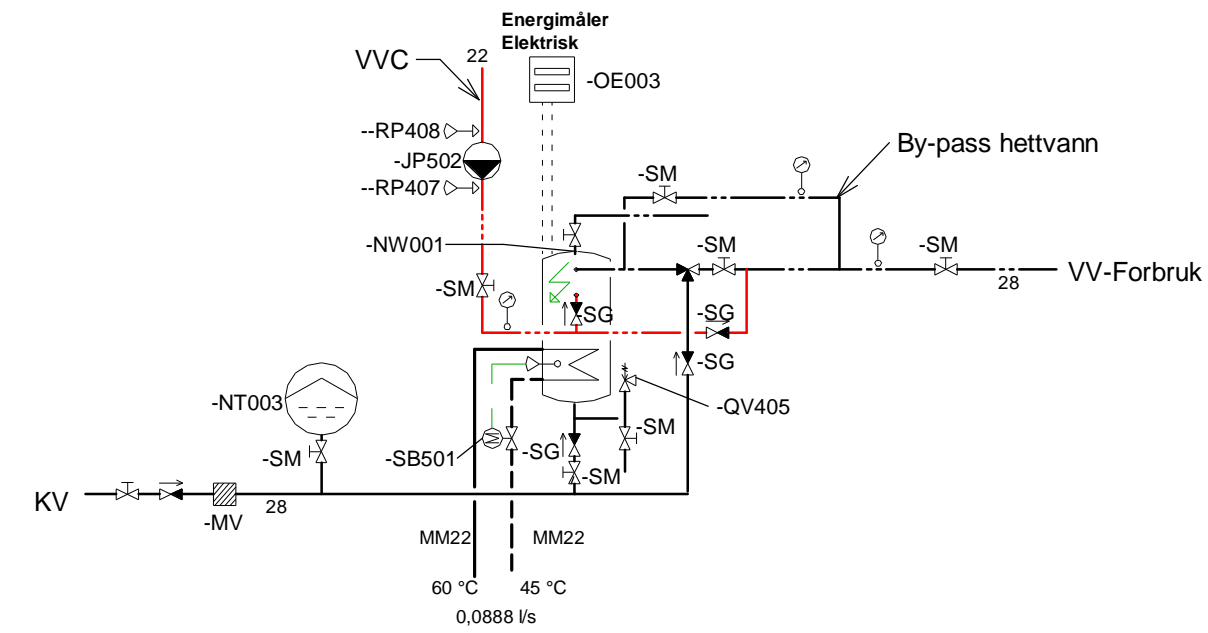 Energimåler
Elektrisk
VVC
22
-OE003
--RP408
-JP502
--RP407
By-pass hettvann
-SM
-NW001
-SM
-SM
VV-Forbruk
28
-SM
-SG
-SG
-SG
-NT003
-QV405
-SM
-SB501
-SG
-SM
-SM
KV
-MV
28
M
MM22
MM22
60 °C
45 °C
0,0888 l/s